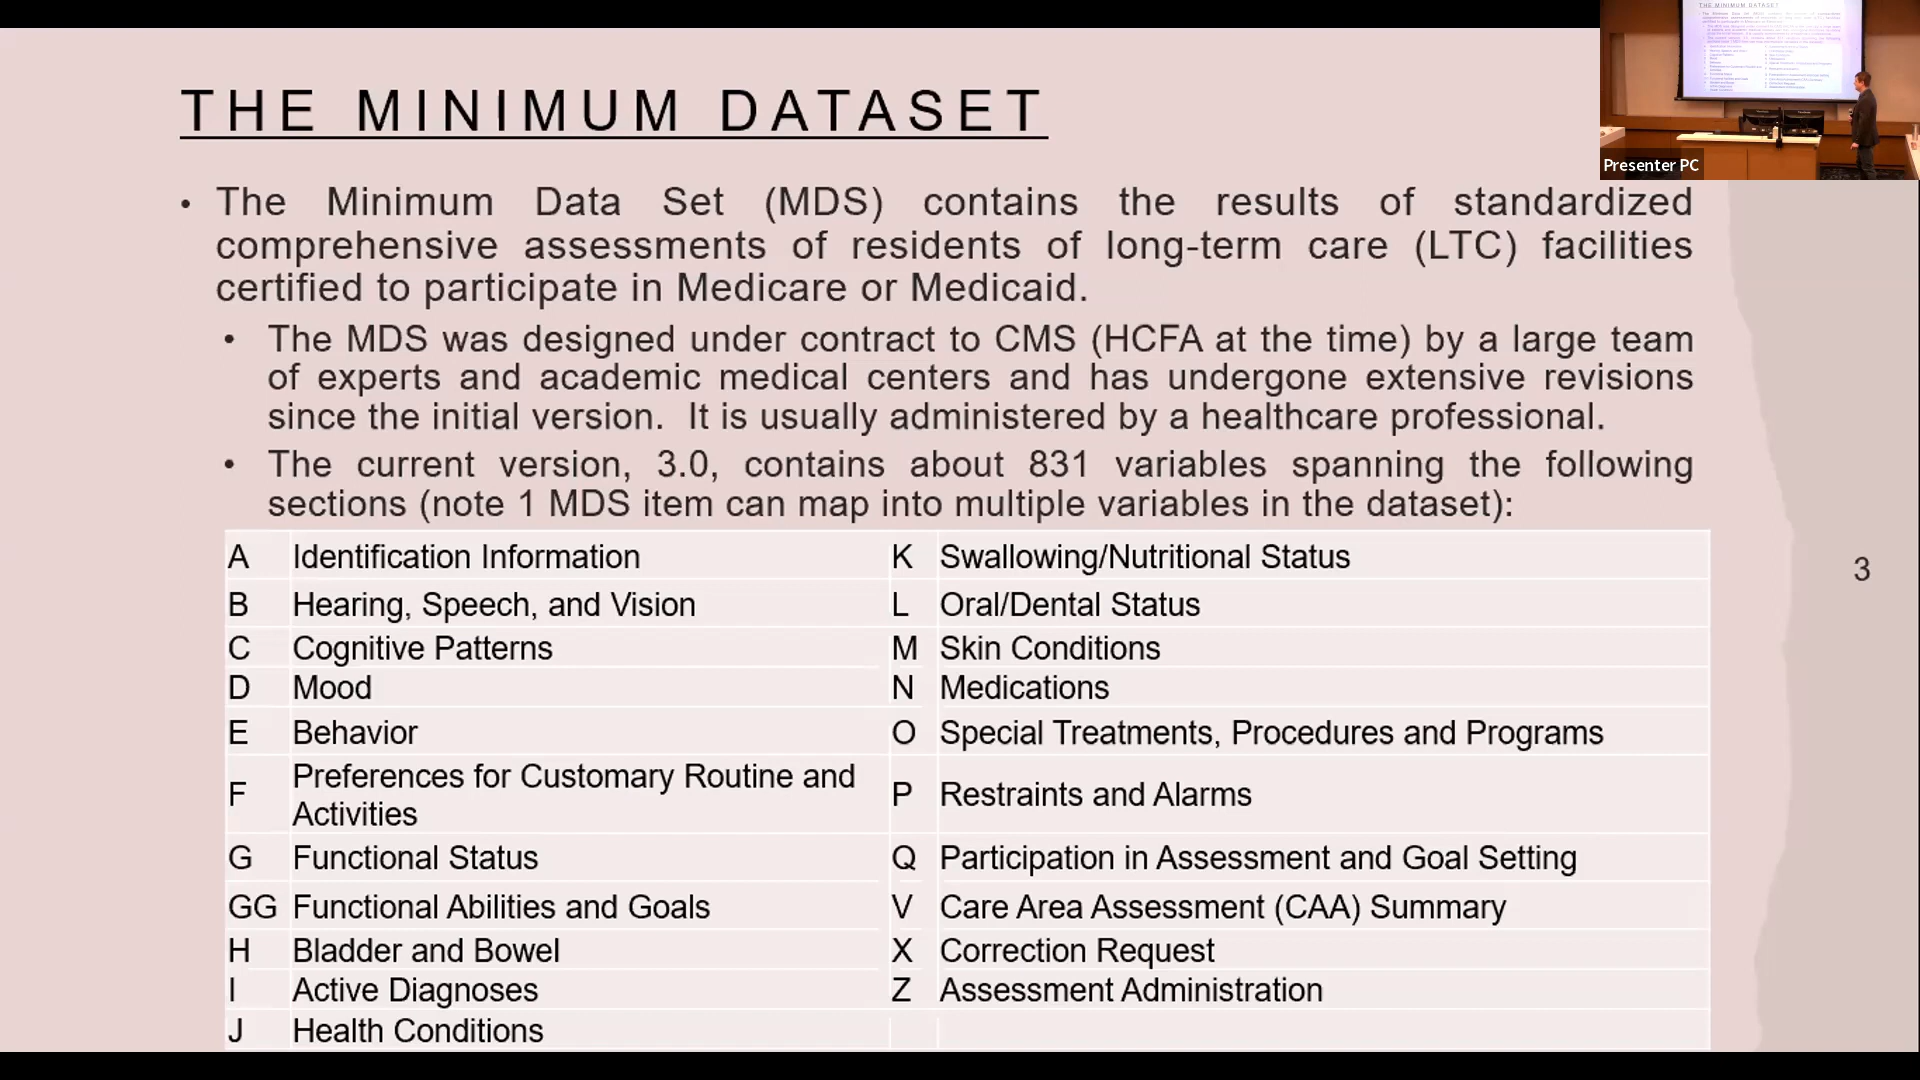 THE MINIMUM DATASET
• The Minimum Data Set (MDS) contains the results of standardized
comprehensive assessments of residents of long-term care (LTC) facilities
certified to participate in Medicare or Medicaid.
• The MDS was designed under contract to CMS (HCFA at the time) by a large team
of experts and academic medical centers and has undergone extensive revisions
since the initial version. It is usually administered by a healthcare professional.
• The current version, 3.0, contains about 831 variables spanning the following
sections (note 1 MDS item can map into multiple variables in the dataset):
A Identification Information K Swallowing/Nutritional Status
B Hearing, Speech, and Vision L Oral/Dental Status
C Cognitive Patterns M Skin Conditions
D Mood N Medications
E Behavior O Special Treatments, Procedures and Programs
F Preferences for Customary Routine and
Activities P Restraints and Alarms
G Functional Status Q Participation in Assessment and Goal Setting
GG Functional Abilities and Goals V Care Area Assessment (CAA) Summary
H Bladder and Bowel X Correction Request
I Active Diagnoses Z Assessment Administration
J Health Conditions
3
THE MINIMUM DATASET
Presenter PC